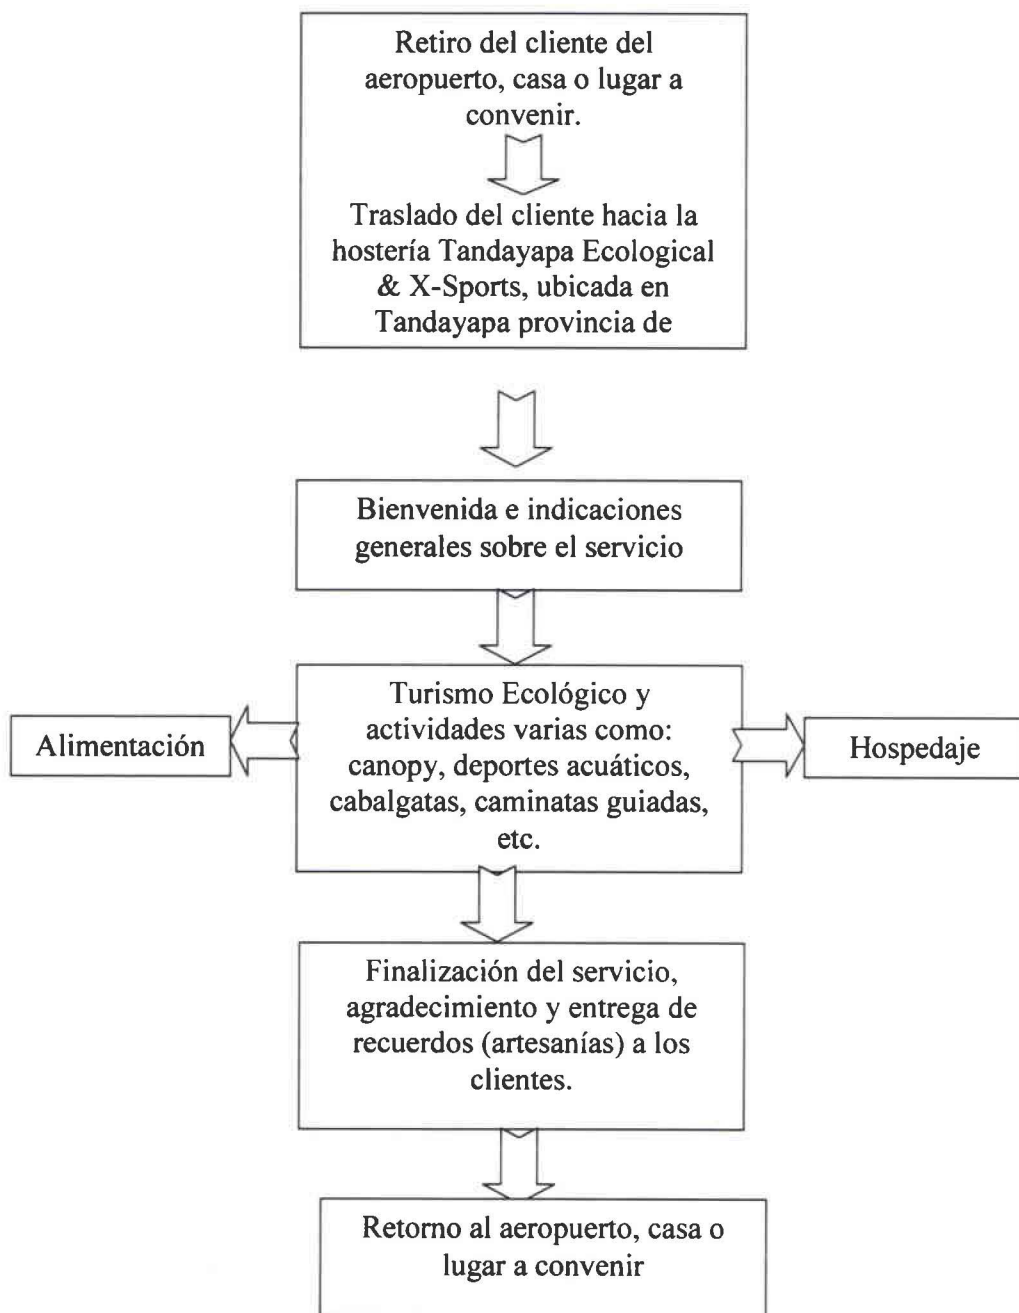 Retiro del cliente del
aeropuerto, casa o lugar a
convenir.
Traslado del cliente hacia la
hostería Tandayapa Ecological
& X-Sports, ubicada en
Tandayapa provincia de
Bienvenida e indicaciones
generales sobre el servicio
Turismo Ecológico y
actividades varias como:
canopy, deportes acuáticos,
cabalgatas, caminatas guiadas,
etc.
Alimentación
Hospedaje
Finalización del servicio,
agradecimiento y entrega de
recuerdos (artesanías) a los
clientes.
Retorno al aeropuerto, casa o
lugar a convenir